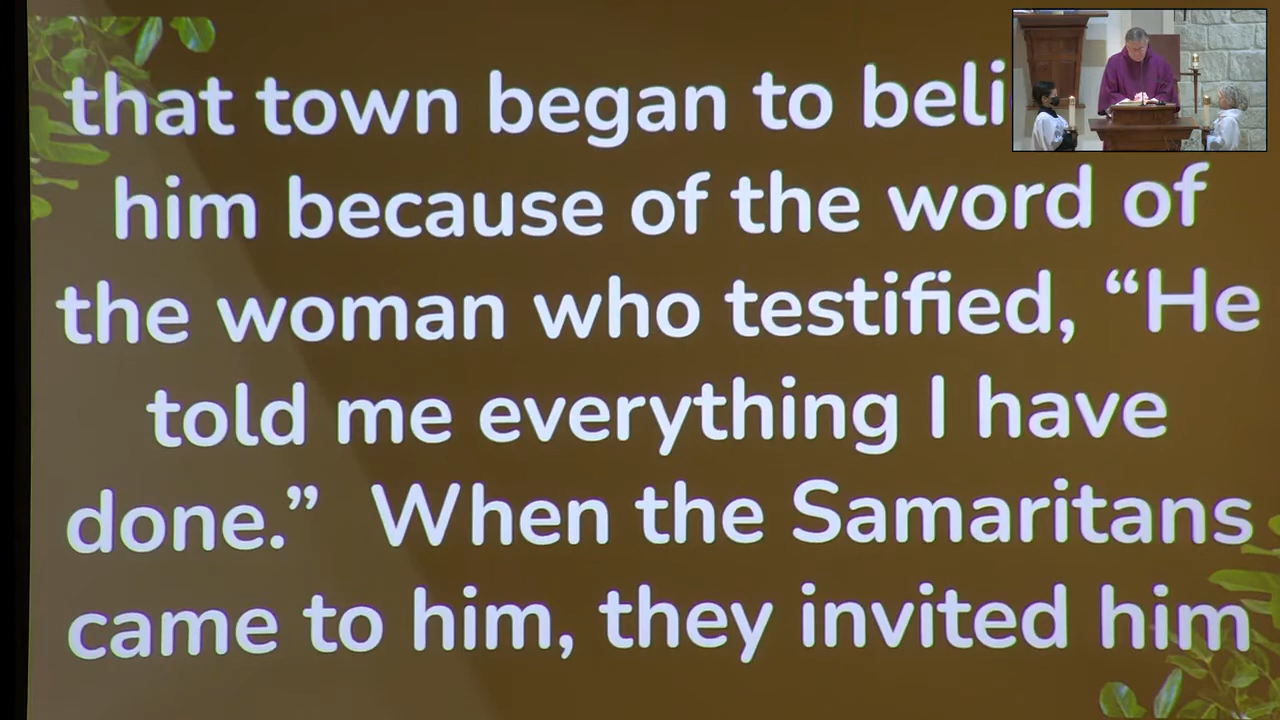 that town began to beli
him because of the word of
the woman who testified, “He
told me everything I have
done.” When the Samaritans
came to him, they invited him